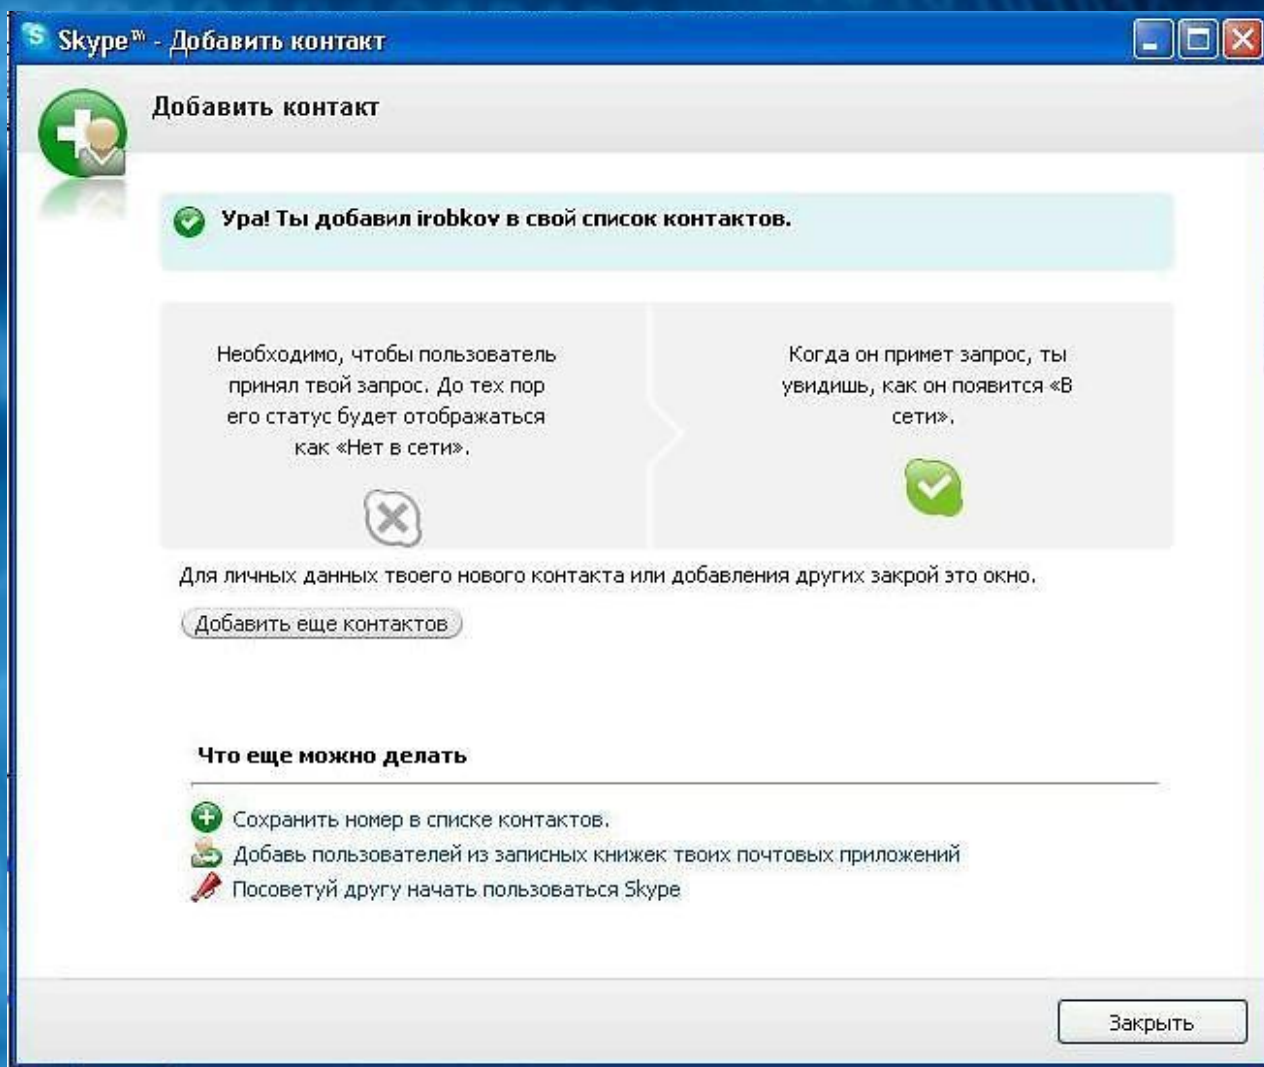 Skype™ - Добавить контакт
Добавить контакт
Ура! Ты добавил irobkov в свой список контактов.
Необходимо, чтобы пользователь
принял твой запрос. До тех пор
его статус будет отображаться
как «Нет в сети».
Когда он примет запрос, ты
увидишь, как он появится «В
сети».
Для личных данных твоего нового контакта или добавления других закрой это окно.
Добавить еще контактов
Что еще можно делать
Сохранить номер в списке контактов.
Добавь пользователей из записных книжек твоих почтовых приложений
Посоветуй другу начать пользоваться Skype
Закрыть